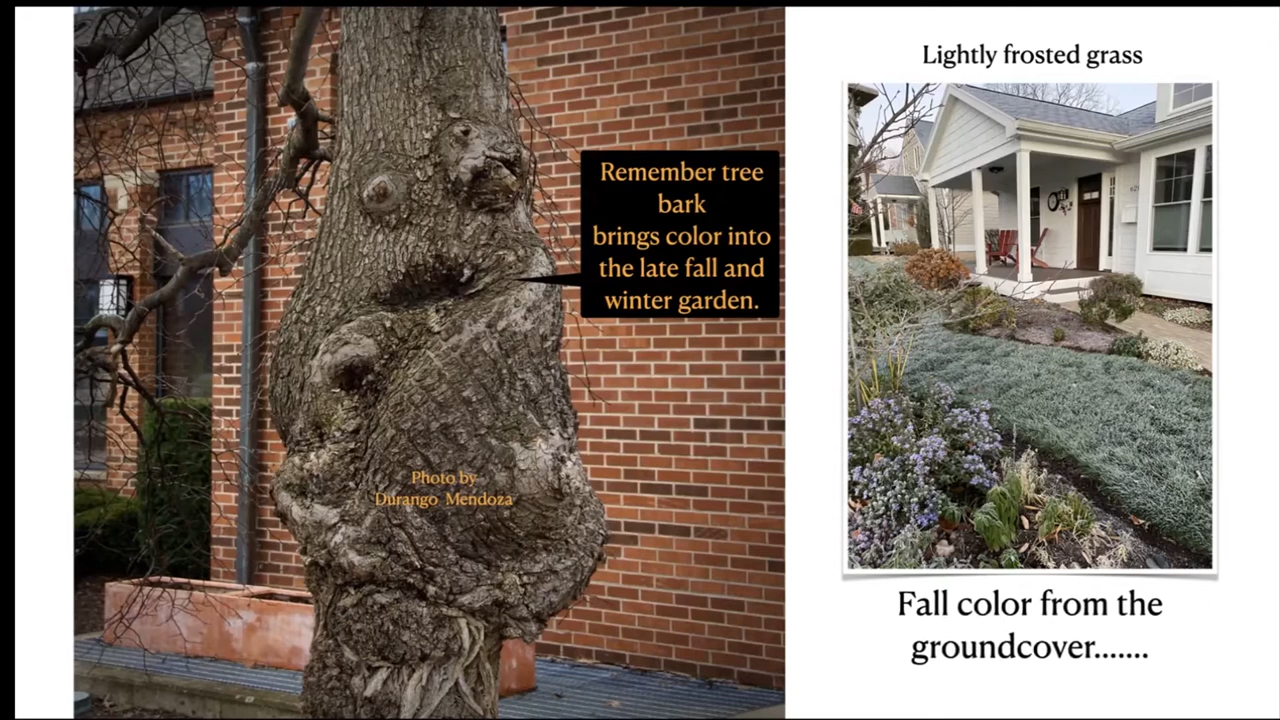 Remember tree
bark
brings color into
the late fall and
winter garden.
Photo by
Durango Mendoza
Lightly frosted grass
Fall color from the
groundcover.......